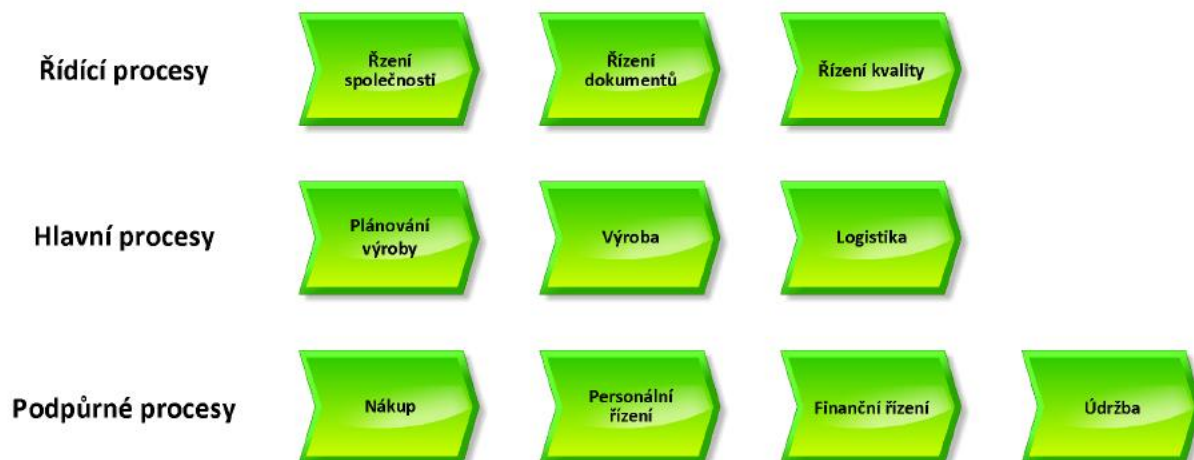 Řídící procesy
Řzení
společnosti
Řízení
dokumentů
Řízení kvality
Hlavní procesy
Plánování
výroby
Výroba
Logistika
Podpůrné procesy
Nákup
Personální
řízení
Finanční řízení
Údržba